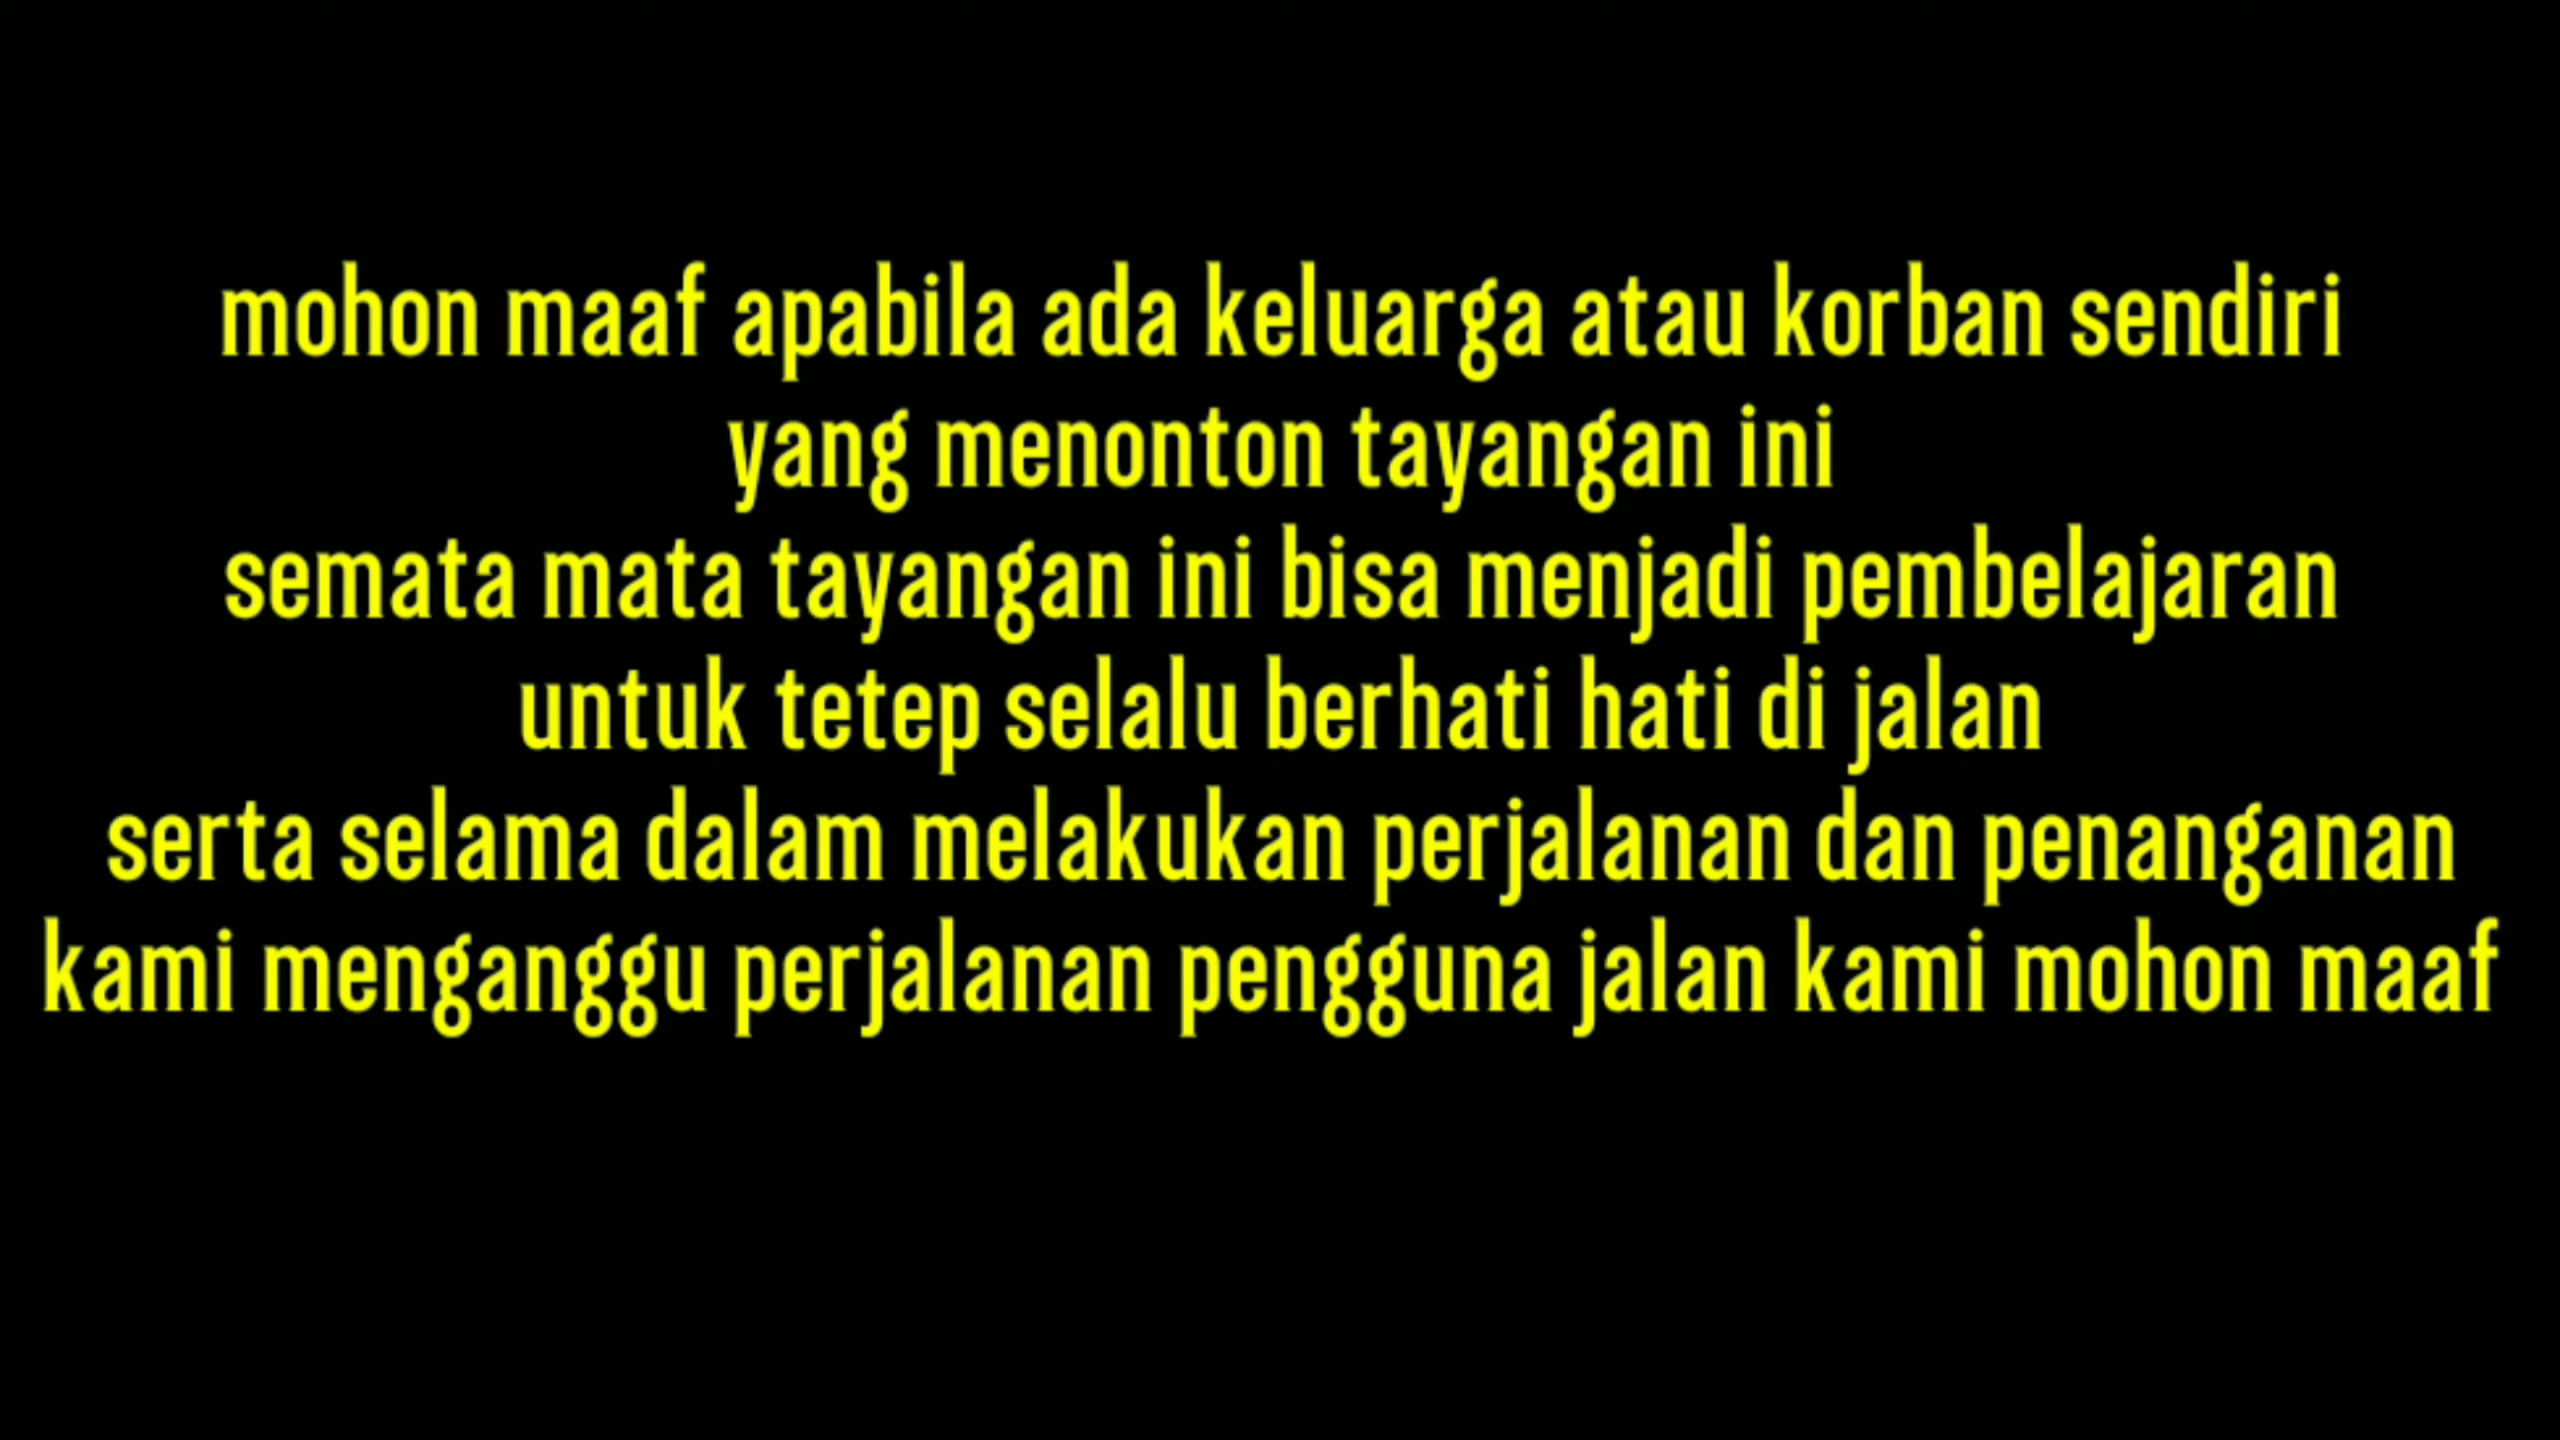 mohon maaf apabila ada keluarga atau korban sendiri
yang menonton tayangan ini
semata mata tayangan ini bisa menjadi pembelajaran
untuk tetep selalu berhati hati di jalan
serta selama dalam melakukan perjalanan dan penanganan
kami menganggu perjalanan pengguna jalan kami mohon maaf